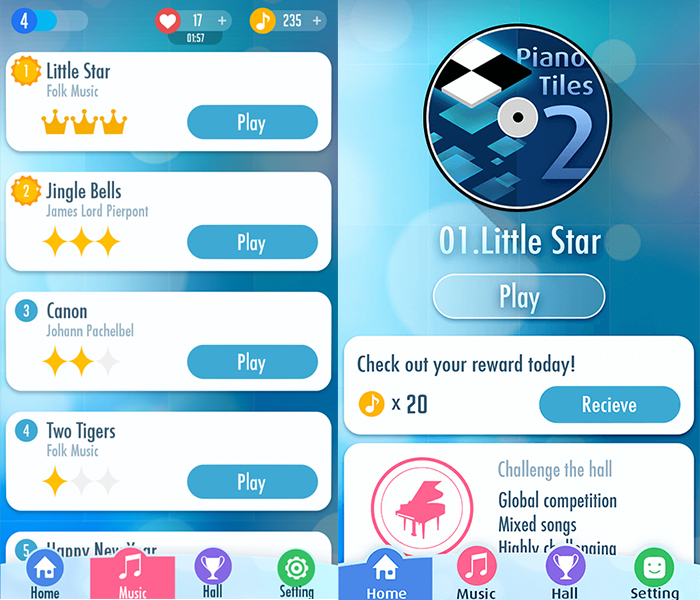 4
17 +
01:57
235 +
1
Little Star
Folk Music
Play
2
Jingle Bells
James Lord Pierpont
Play
3
Canon
Johann Pachelbel
Play
4
Two Tigers
Folk Music
Play
5
Happy New Year
Home
Music
Hall
Setting
Piano
Tiles
2
01.Little Star
Play
Check out your reward today!
x 20
Recieve
Challenge the hall
Global competition
Mixed songs
Highly challenging
Home
Music
Hall
Setting